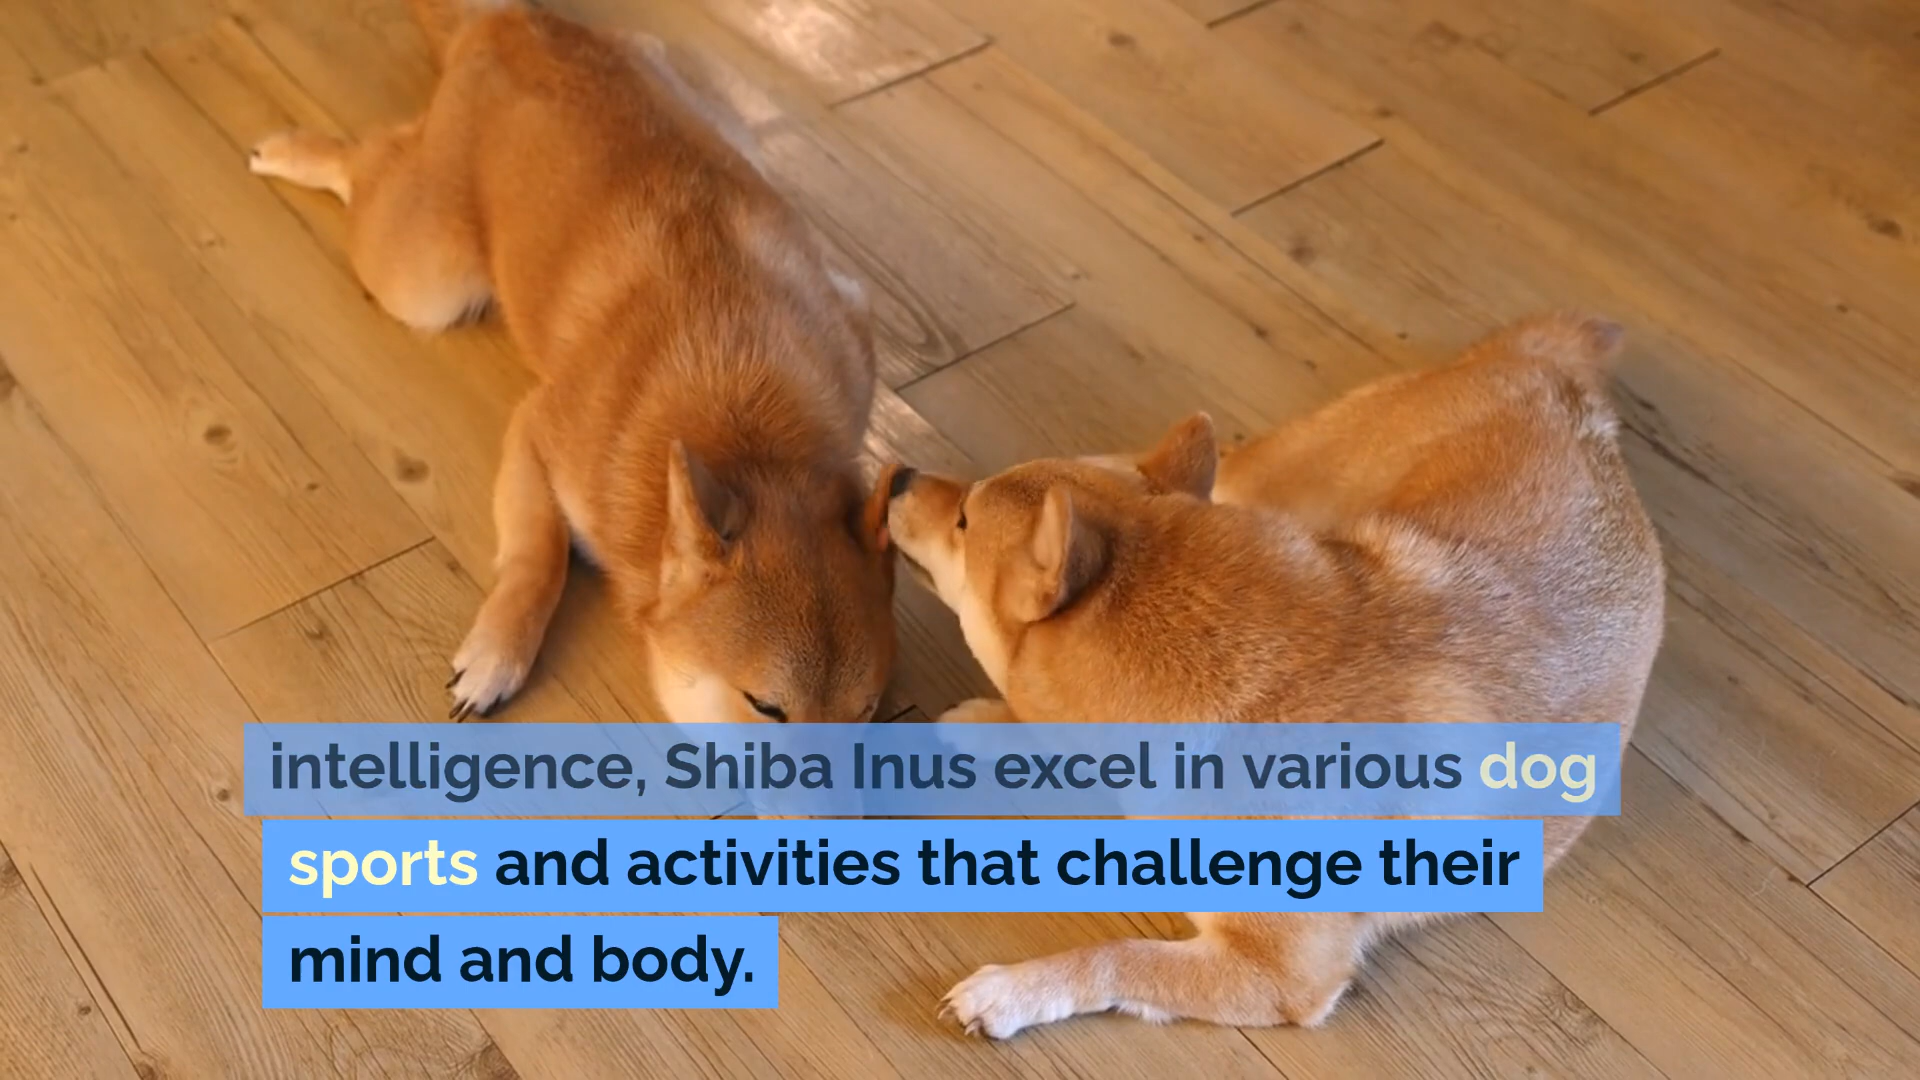 intelligence, Shiba Inus excel in various dog
sports and activities that challenge their
mind and body.